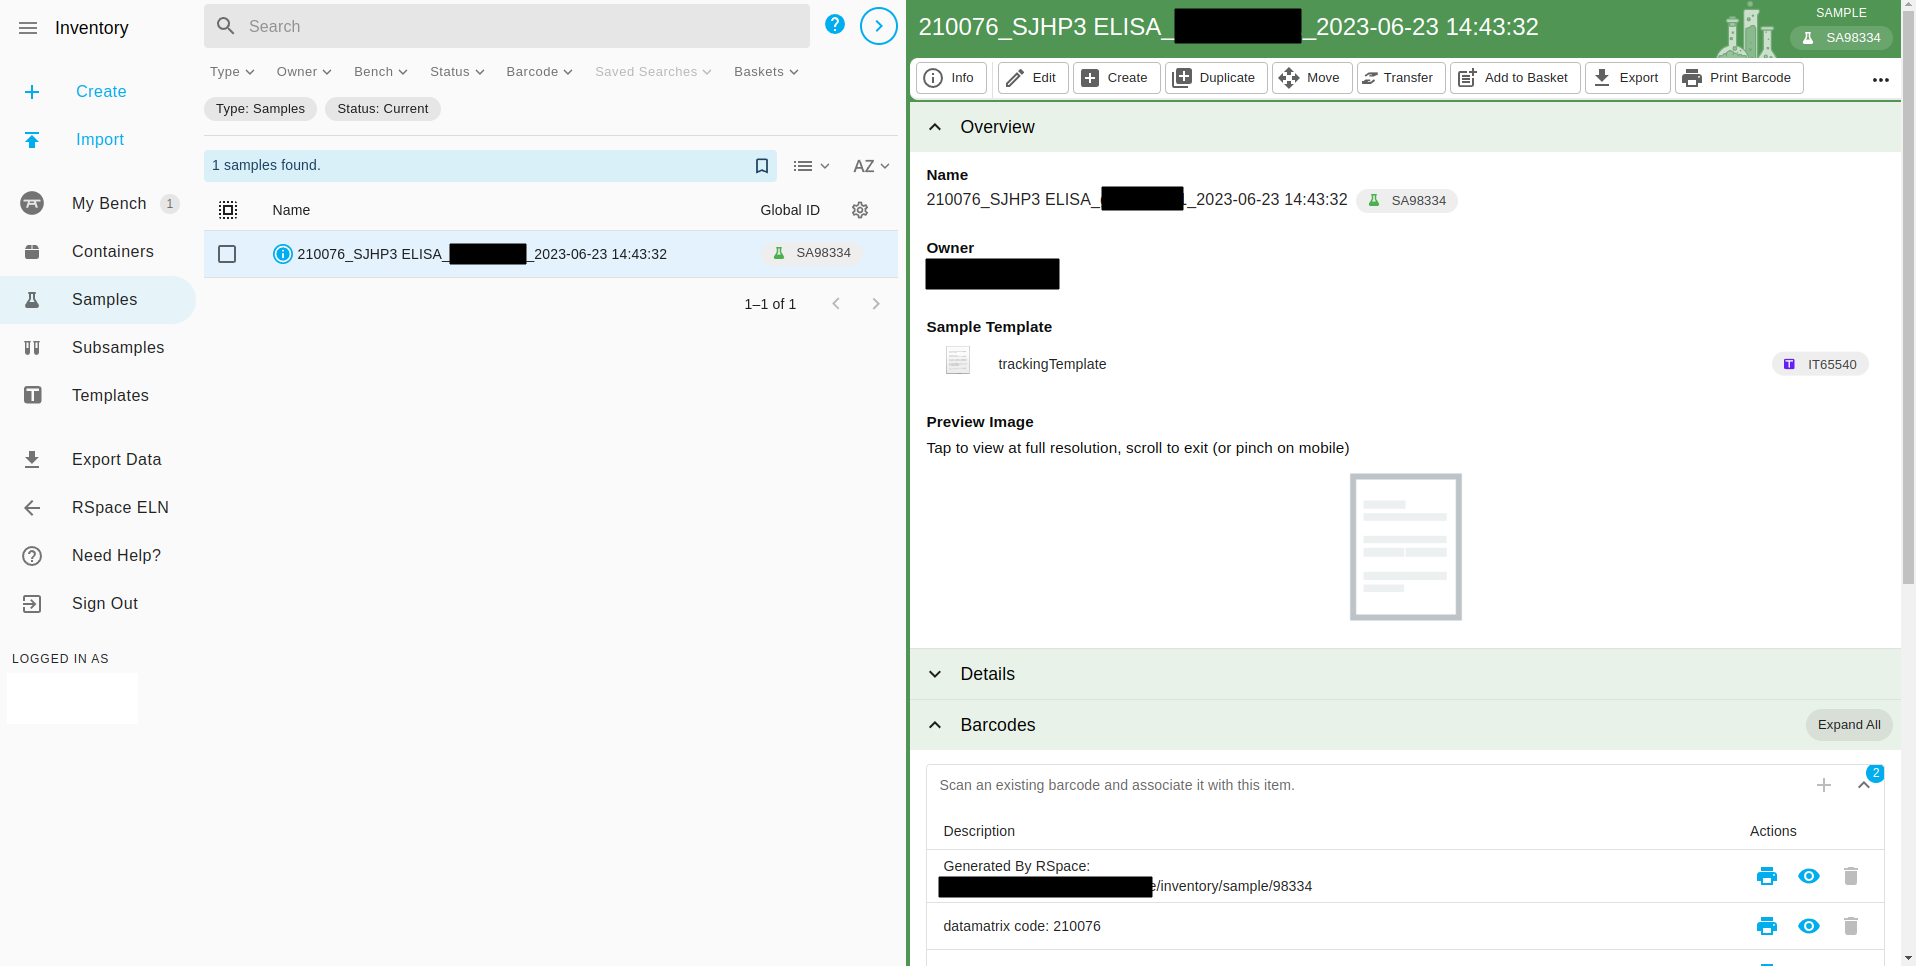 Inventory
Create
Import
My Bench 1
Containers
Samples
Subsamples
Templates
Export Data
RSpace ELN
Need Help?
Sign Out
LOGGED IN AS
Search
Type Owner Bench Status Barcode Saved Searches Baskets
Type: Samples Status: Current
1 samples found.
AZ
Name Global ID
210076_SJHP3 ELISA_ _2023-06-23 14:43:32 SA98334
1–1 of 1
210076_SJHP3 ELISA_ _2023-06-23 14:43:32
SAMPLE
SA98334
Info Edit Create Duplicate Move Transfer Add to Basket Export Print Barcode
Overview
Name
210076_SJHP3 ELISA_ _2023-06-23 14:43:32 SA98334
Owner
Sample Template
trackingTemplate IT65540
Preview Image
Tap to view at full resolution, scroll to exit (or pinch on mobile)
Details
Barcodes Expand All
Scan an existing barcode and associate it with this item. 2
Description Actions
Generated By RSpace:
e/inventory/sample/98334
datamatrix code: 210076